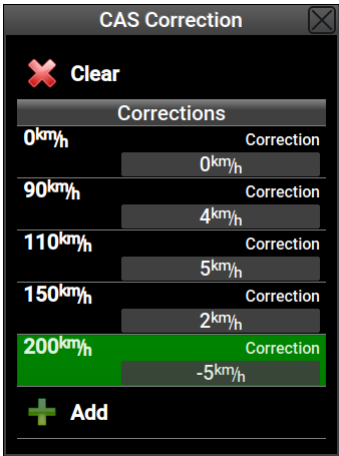 CAS Correction
Clear
Corrections
0km/h Correction
0km/h
90km/h Correction
4km/h
110km/h Correction
5km/h
150km/h Correction
2km/h
200km/h Correction
-5km/h
Add